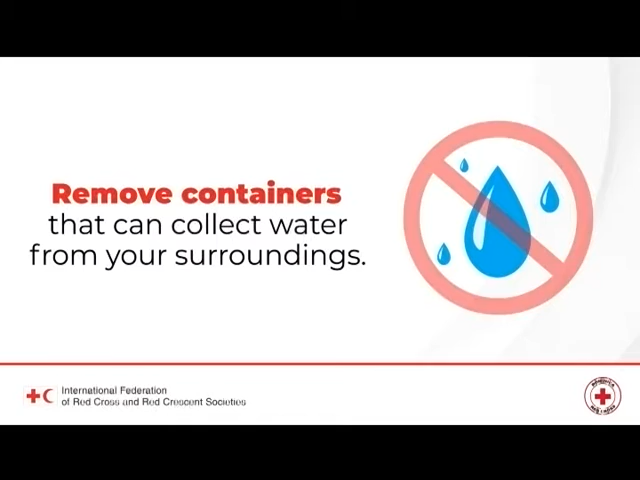 Remove containers
that can collect water
from your surroundings.
International Federation
of Red Cross and Red Crescent Societies